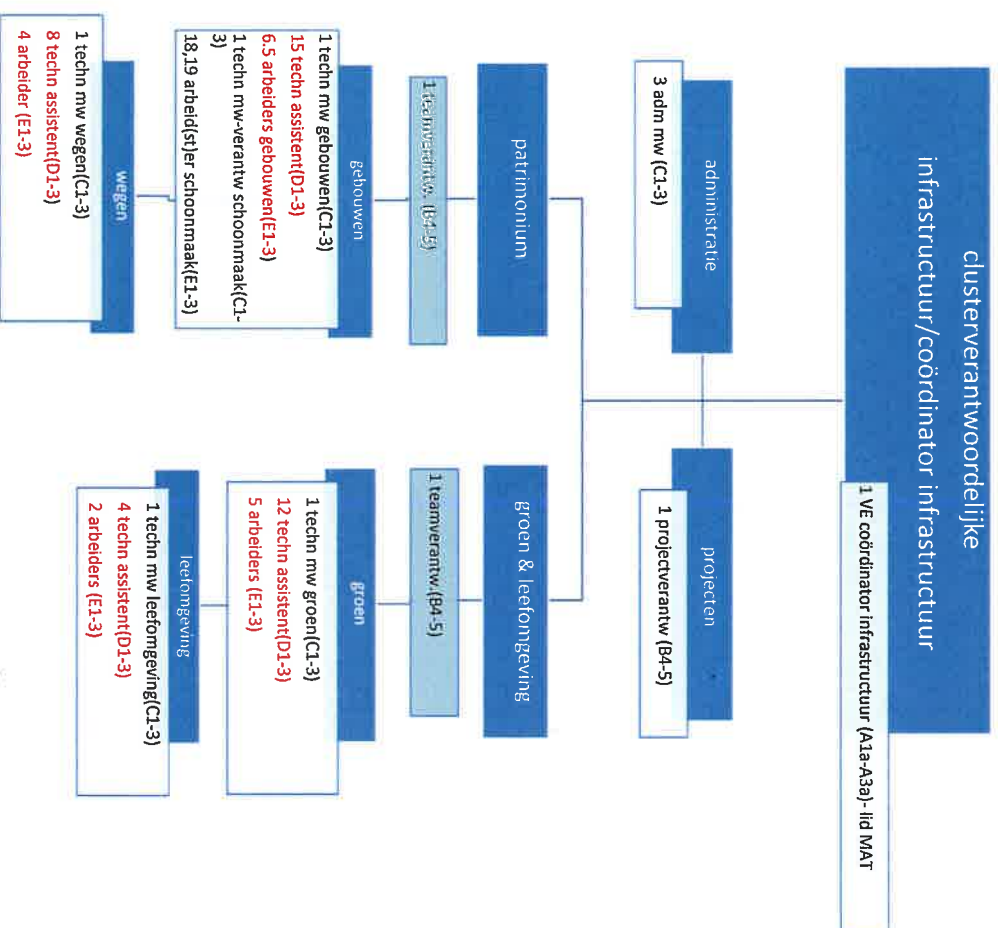 clusterverantwoordelijke
infrastructuur/coördinator infrastructuur
1 VE coördinator infrastructuur (A1a-A3a)- lid MAT
administratie
3 adm mw (C1-3)
projecten
1 projectverantw (B4-5)
patrimonium
1 teamverantw. (B4-5)
gebouwen
1 techn mw gebouwen(C1-3)
15 techn assistent(D1-3)
6.5 arbeiders gebouwen(E1-3)
1 techn mw-verantw schoonmaak(C1-
3)
18,19 arbeid(st)er schoonmaak(E1-3)
wegen
1 techn mw wegen(C1-3)
8 techn assistent(D1-3)
4 arbeider (E1-3)
groen & leefomgeving
1 teamverantw.(B4-5)
groen
1 techn mw groen(C1-3)
12 techn assistent(D1-3)
5 arbeiders (E1-3)
leefomgeving
1 techn mw leefomgeving(C1-3)
4 techn assistent(D1-3)
2 arbeiders (E1-3)